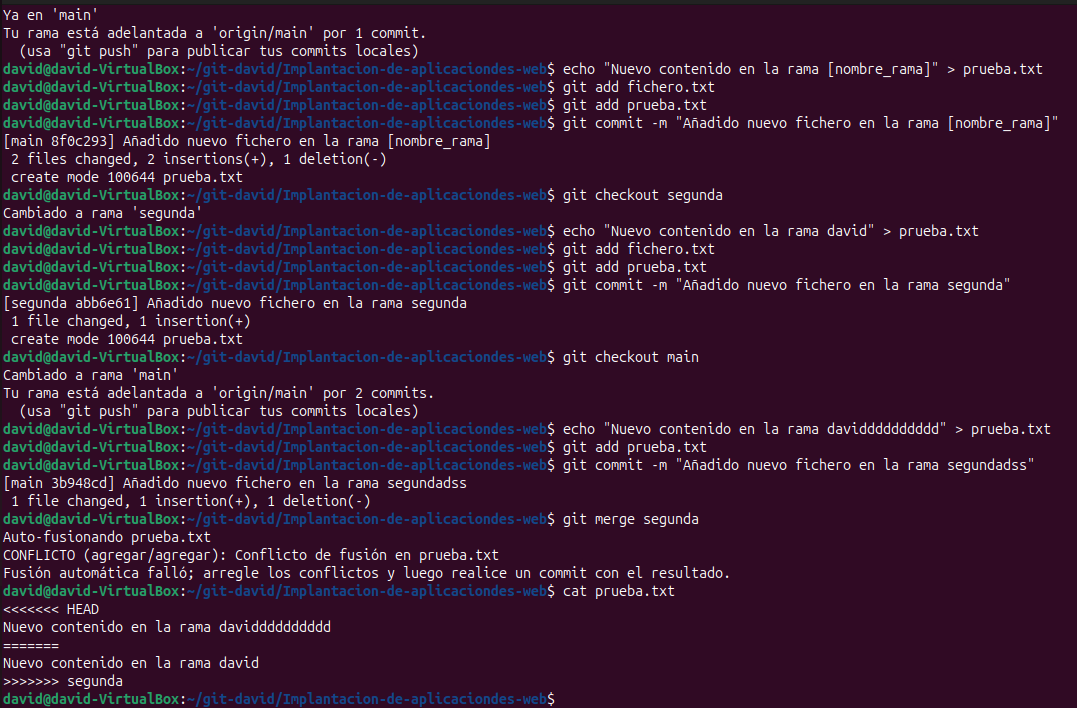 Ya en 'main'
Tu rama está adelantada a 'origin/main' por 1 commit.
  (usa "git push" para publicar tus commits locales)
david@david-VirtualBox:~/git-david/Implantacion-de-aplicaciondes-web$ echo "Nuevo contenido en la rama [nombre_rama]" > prueba.txt
david@david-VirtualBox:~/git-david/Implantacion-de-aplicaciondes-web$ git add fichero.txt
david@david-VirtualBox:~/git-david/Implantacion-de-aplicaciondes-web$ git add prueba.txt
david@david-VirtualBox:~/git-david/Implantacion-de-aplicaciondes-web$ git commit -m "Añadido nuevo fichero en la rama [nombre_rama]"
[main 8f0c293] Añadido nuevo fichero en la rama [nombre_rama]
 2 files changed, 2 insertions(+), 1 deletion(-)
 create mode 100644 prueba.txt
david@david-VirtualBox:~/git-david/Implantacion-de-aplicaciondes-web$ git checkout segunda
Cambiado a rama 'segunda'
david@david-VirtualBox:~/git-david/Implantacion-de-aplicaciondes-web$ echo "Nuevo contenido en la rama david" > prueba.txt
david@david-VirtualBox:~/git-david/Implantacion-de-aplicaciondes-web$ git add fichero.txt
david@david-VirtualBox:~/git-david/Implantacion-de-aplicaciondes-web$ git add prueba.txt
david@david-VirtualBox:~/git-david/Implantacion-de-aplicaciondes-web$ git commit -m "Añadido nuevo fichero en la rama segunda"
[segunda abb6e61] Añadido nuevo fichero en la rama segunda
 1 file changed, 1 insertion(+)
 create mode 100644 prueba.txt
david@david-VirtualBox:~/git-david/Implantacion-de-aplicaciondes-web$ git checkout main
Cambiado a rama 'main'
Tu rama está adelantada a 'origin/main' por 2 commits.
  (usa "git push" para publicar tus commits locales)
david@david-VirtualBox:~/git-david/Implantacion-de-aplicaciondes-web$ echo "Nuevo contenido en la rama daviddddddddddd" > prueba.txt
david@david-VirtualBox:~/git-david/Implantacion-de-aplicaciondes-web$ git add prueba.txt
david@david-VirtualBox:~/git-david/Implantacion-de-aplicaciondes-web$ git commit -m "Añadido nuevo fichero en la rama segundadss"
[main 3b948cd] Añadido nuevo fichero en la rama segundadss
 1 file changed, 1 insertion(+), 1 deletion(-)
david@david-VirtualBox:~/git-david/Implantacion-de-aplicaciondes-web$ git merge segunda
Auto-fusionando prueba.txt
CONFLICTO (agregar/agregar): Conflicto de fusión en prueba.txt
Fusión automática falló; arregle los conflictos y luego realice un commit con el resultado.
david@david-VirtualBox:~/git-david/Implantacion-de-aplicaciondes-web$ cat prueba.txt
<<<<<<< HEAD
Nuevo contenido en la rama daviddddddddddd
=======
Nuevo contenido en la rama david
>>>>>>> segunda
david@david-VirtualBox:~/git-david/Implantacion-de-aplicaciondes-web$